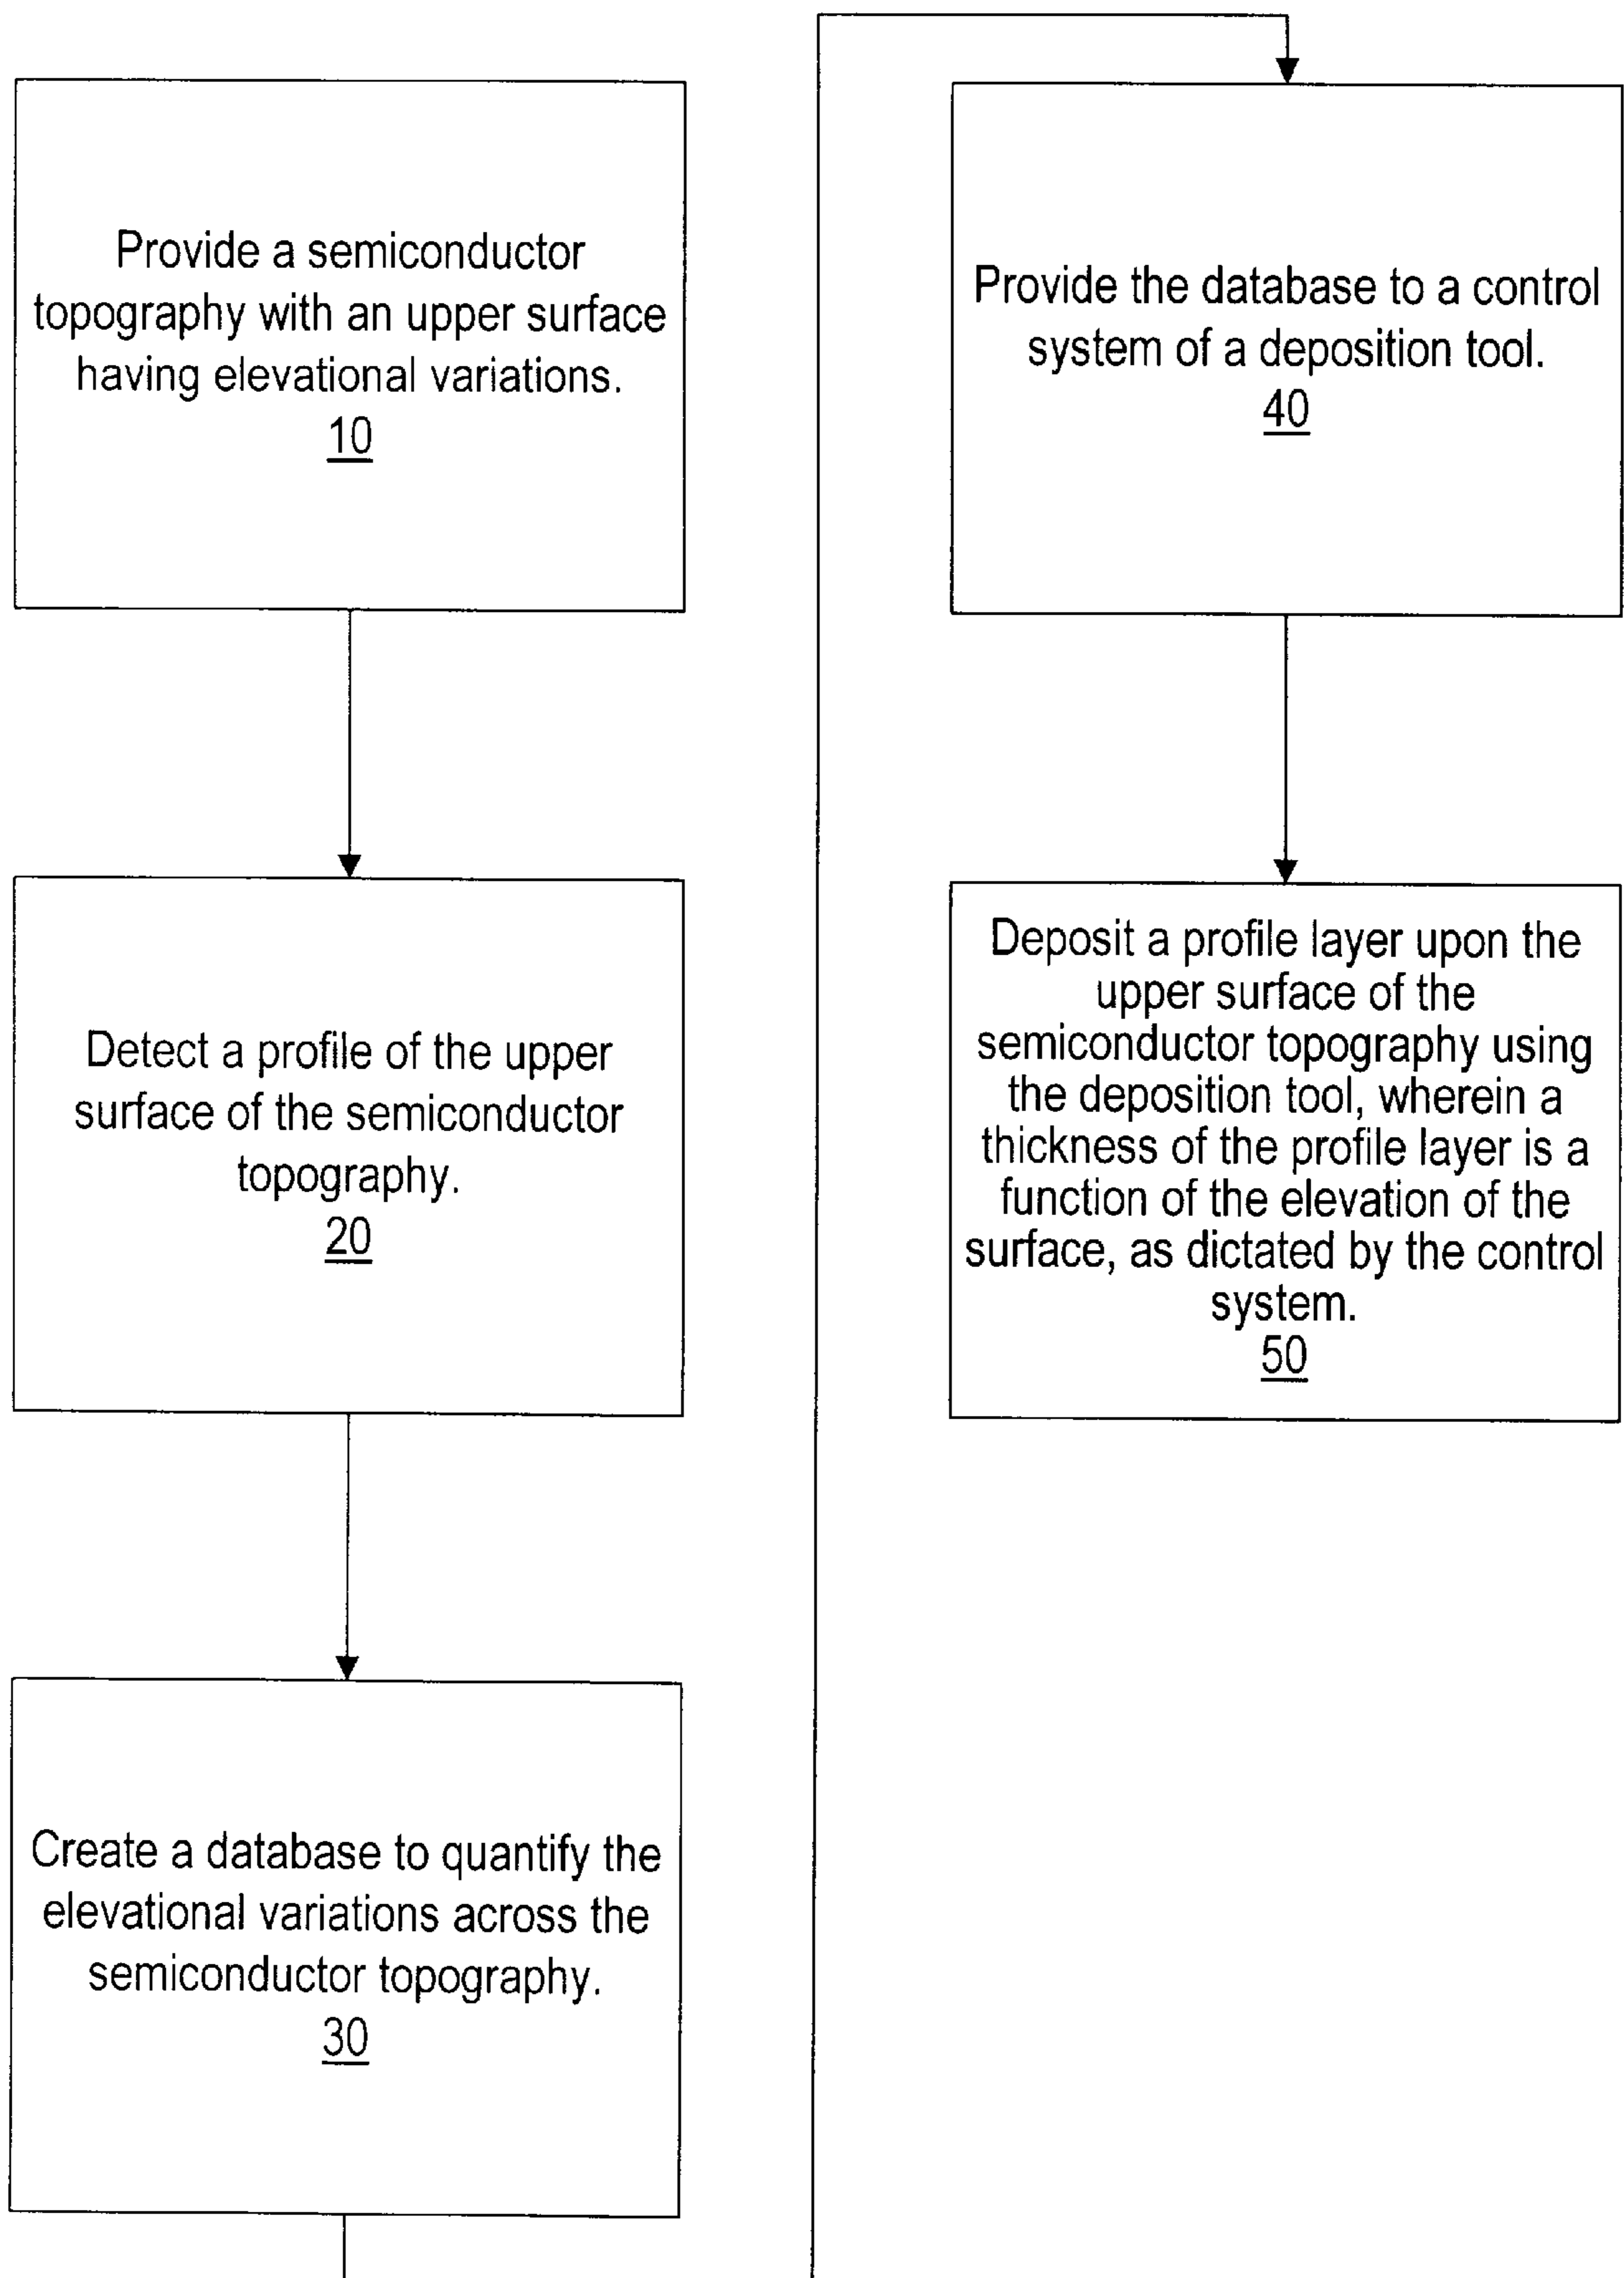 Provide a semiconductor
topography with an upper surface
having elevational variations.
10
Detect a profile of the upper
surface of the semiconductor
topography.
20
Create a database to quantify the
elevational variations across the
semiconductor topography.
30
Provide the database to a control
system of a deposition tool.
40
Deposit a profile layer upon the
upper surface of the
semiconductor topography using
the deposition tool, wherein a
thickness of the profile layer is a
function of the elevation of the
surface, as dictated by the control
system.
50